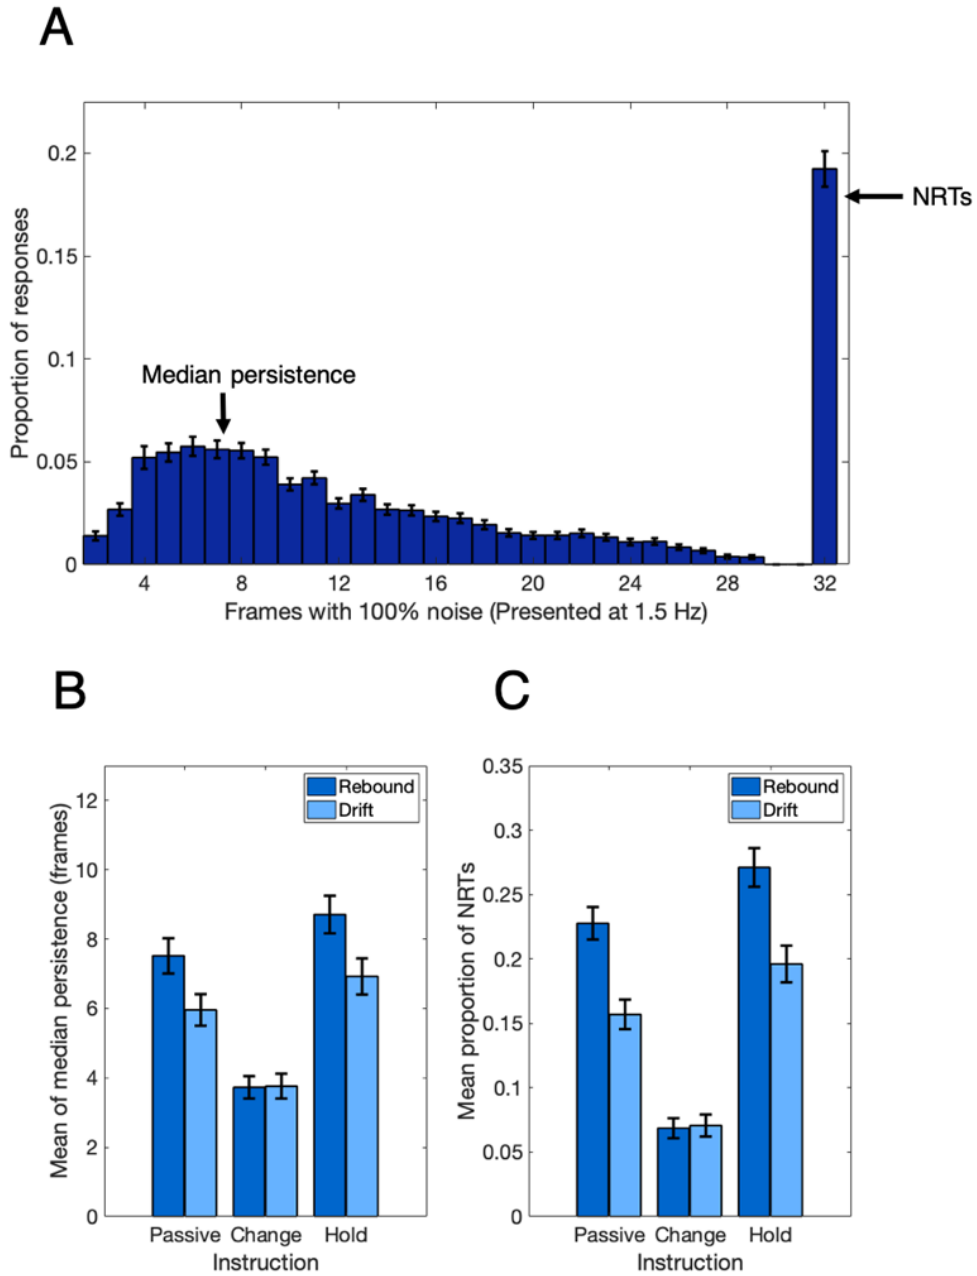 A
Proportion of responses
0.2
0.15
0.1
0.05
0
Median persistence
NRTs
4 8 12 16 20 24 28 32
Frames with 100% noise (Presented at 1.5 Hz)
B
Mean of median persistence (frames)
12
10
8
6
4
2
0
Rebound
Drift
Passive Change Hold
Instruction
C
Mean proportion of NRTs
0.35
0.3
0.25
0.2
0.15
0.1
0.05
0
Rebound
Drift
Passive Change Hold
Instruction